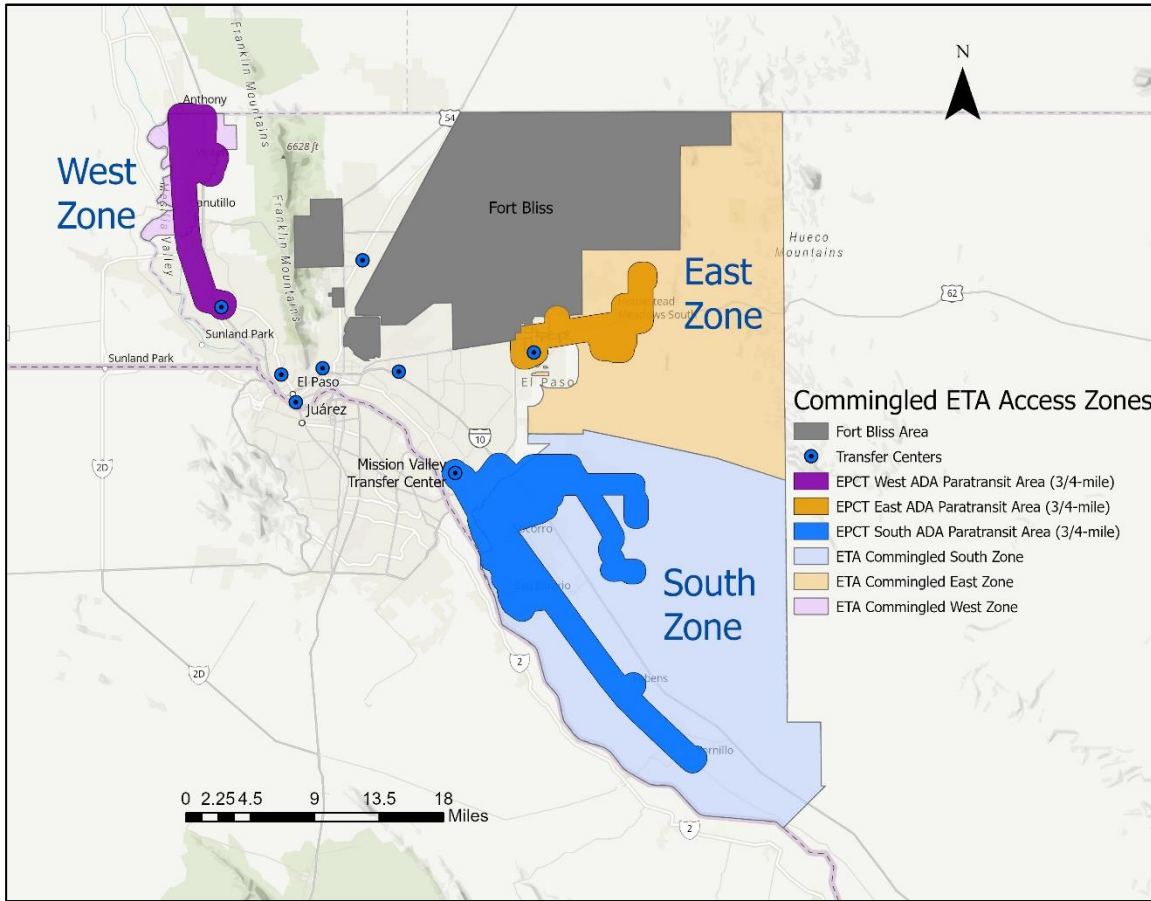 N
Franklin Mountains
Anthony
54
6628 ft
West
Zone
Franklin Mountains
Fort Bliss
Hueco
Mountains
East
Zone
62
Sunland Park
Sunland Park
El Paso
El Paso
Juárez
10
2D
Mission Valley
Transfer Center
South
Zone
2
2D
2
Commingled ETA Access Zones
Fort Bliss Area
Transfer Centers
EPCT West ADA Paratransit Area (3/4-mile)
EPCT East ADA Paratransit Area (3/4-mile)
EPCT South ADA Paratransit Area (3/4-mile)
ETA Commingled South Zone
ETA Commingled East Zone
ETA Commingled West Zone
0 2.25 4.5 9 13.5 18
Miles